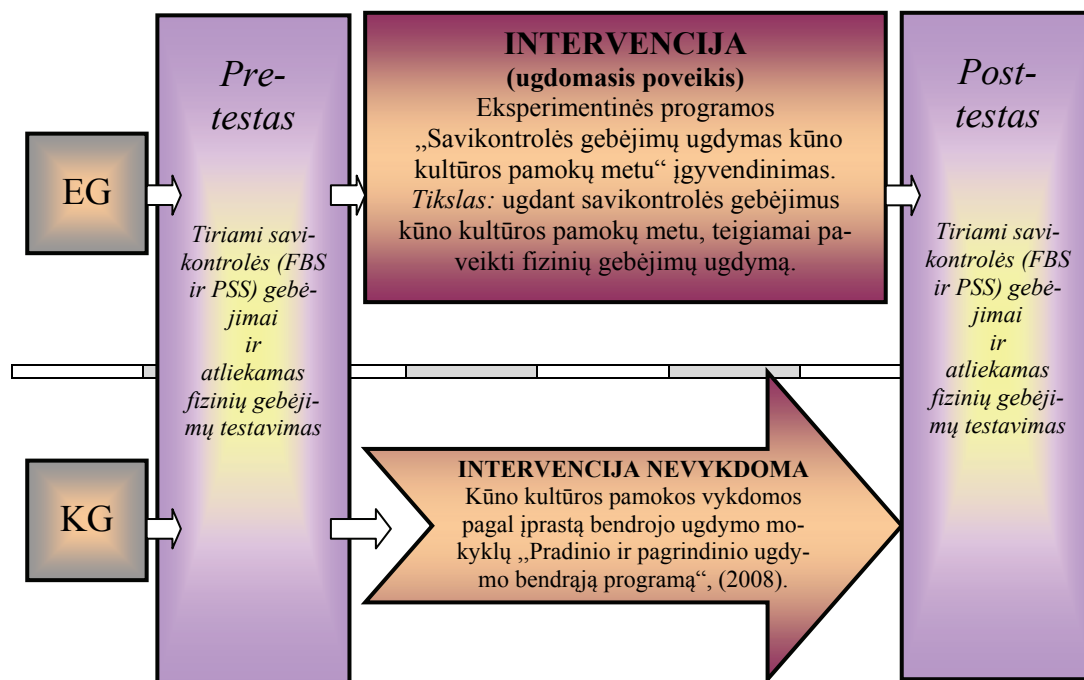 EG
KG
Pre-
testas
Tiriami savi-
kontrolės (FBS
ir PSS) gebė-
jimai
ir
atliekamas
fizinių gebėji-
mų testavimas
INTERVENCIJA
(ugdomasis poveikis)
Eksperimentinės programos
„Savikontrolės gebėjimų ugdymas kūno
kultūros pamokų metu“ įgyvendinimas.
Tikslas: ugdant savikontrolės gebėjimus
kūno kultūros pamokų metu, teigiamai pa-
veikti fizinių gebėjimų ugdymą.
INTERVENCIJA NEVYKDOMA
Kūno kultūros pamokos vykdomos
pagal įprastą bendrojo ugdymo mo-
kyklų ,,Pradinio ir pagrindinio ugdy-
mo bendrąją programą“, (2008).
Post-
testas
Tiriami savi-
kontrolės (FBS
ir PSS) gebė-
jimai
ir
atliekamas
fizinių gebėji-
mų testavimas